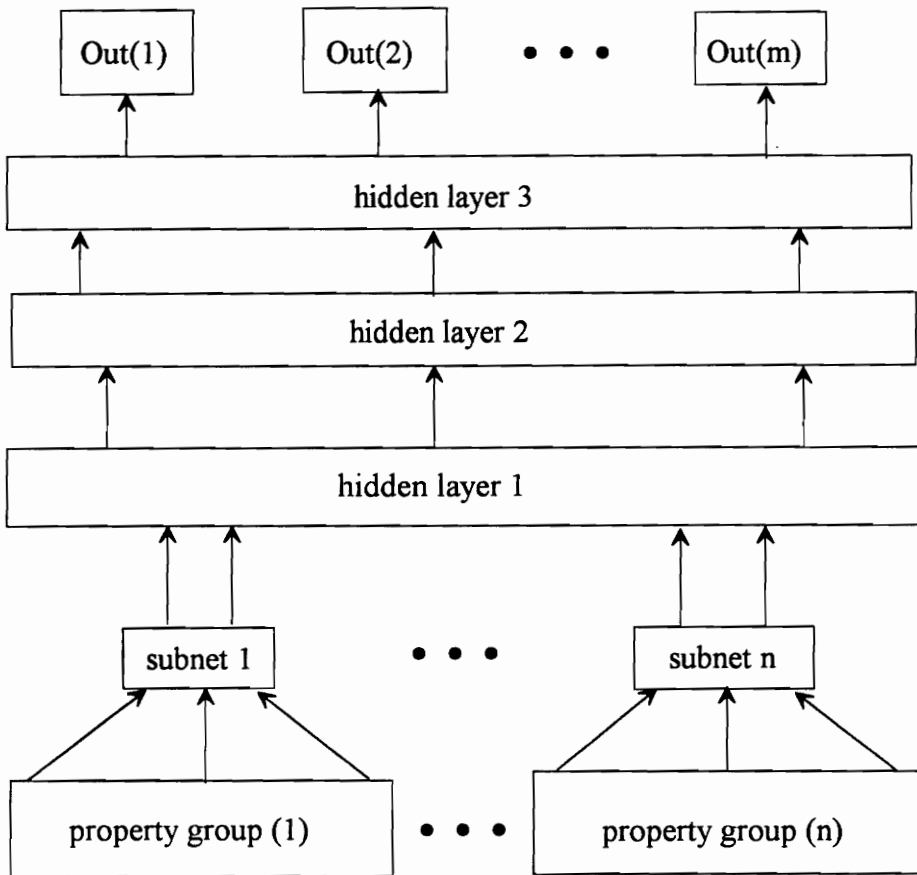 Out(1) Out(2) • • • Out(m)
hidden layer 3
hidden layer 2
hidden layer 1
subnet 1 • • • subnet n
property group (1) • • • property group (n)